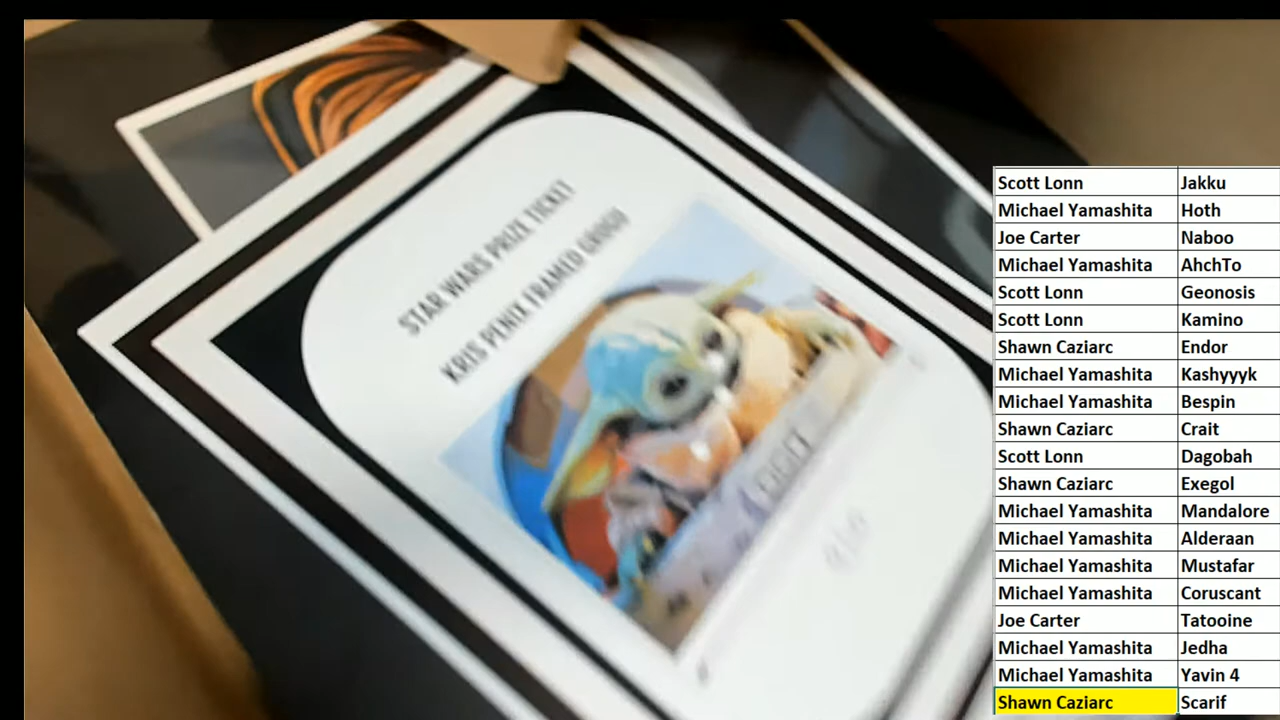 STAR WARS PRIZE TICKET
KRIS PENIX FRAMED GROGU
Scott Lonn Jakku
Michael Yamashita Hoth
Joe Carter Naboo
Michael Yamashita AhchTo
Scott Lonn Geonosis
Scott Lonn Kamino
Shawn Caziarc Endor
Michael Yamashita Kashyyyk
Michael Yamashita Bespin
Shawn Caziarc Crait
Scott Lonn Dagobah
Shawn Caziarc Exegol
Michael Yamashita Mandalore
Michael Yamashita Alderaan
Michael Yamashita Mustafar
Michael Yamashita Coruscant
Joe Carter Tatooine
Michael Yamashita Jedha
Michael Yamashita Yavin 4
Shawn Caziarc Scarif